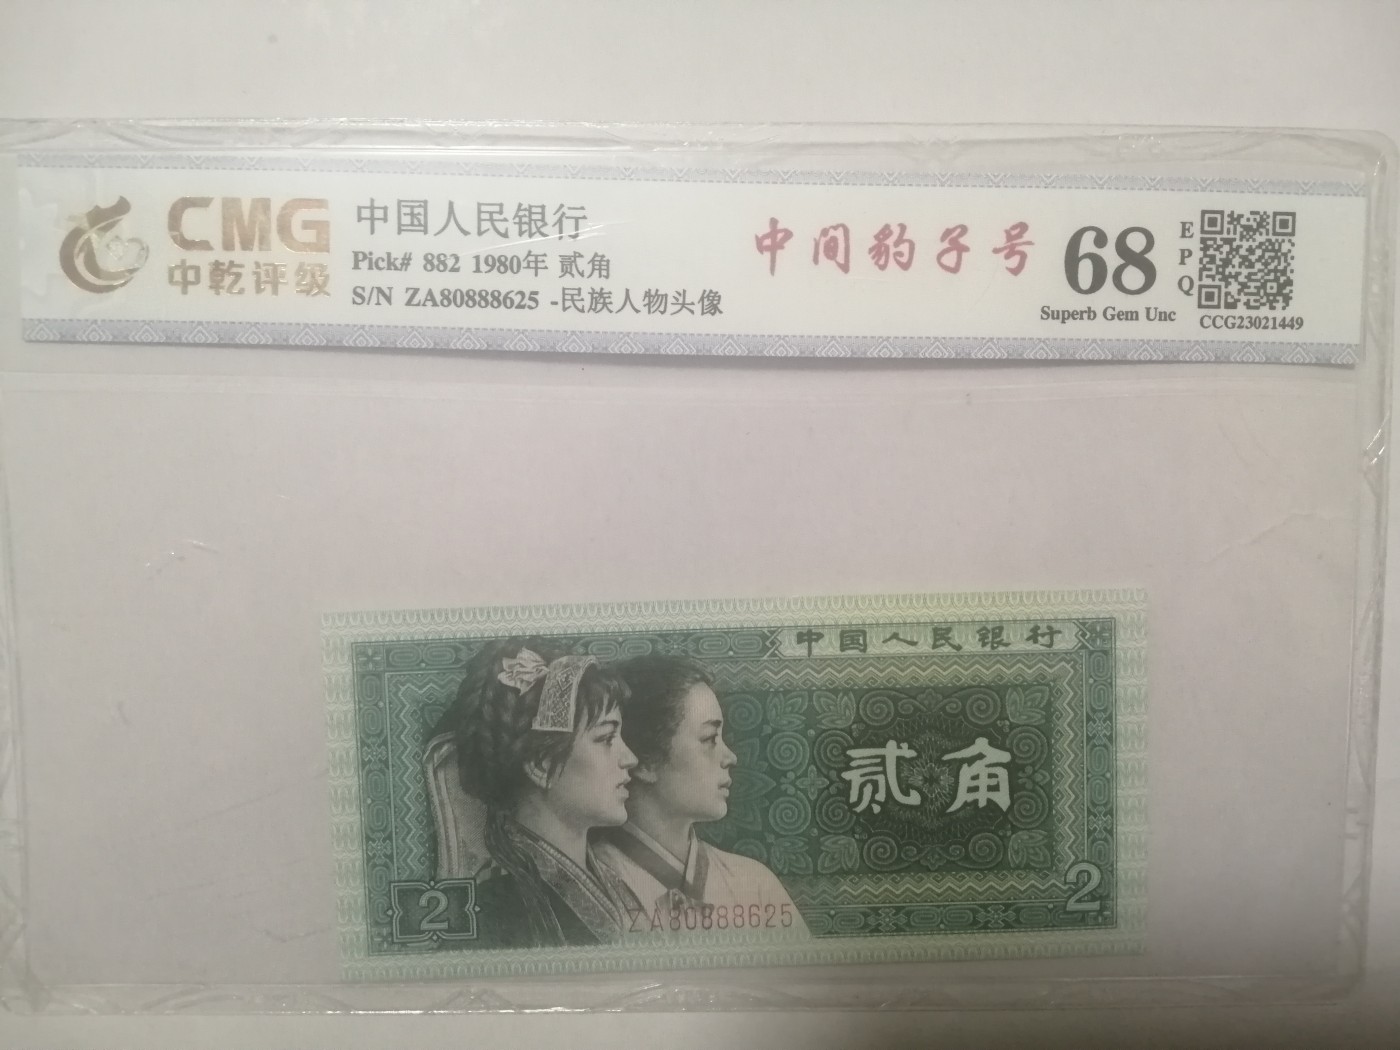 CMG
中乾评级
中国人民银行
Pick# 882 1980年 贰角
S/N ZA80888625 -民族人物头像
中间豹子号
68
EPQ
Superb Gem Unc
CCG23021449
中国人民银行
贰角
2
2
ZA80888625